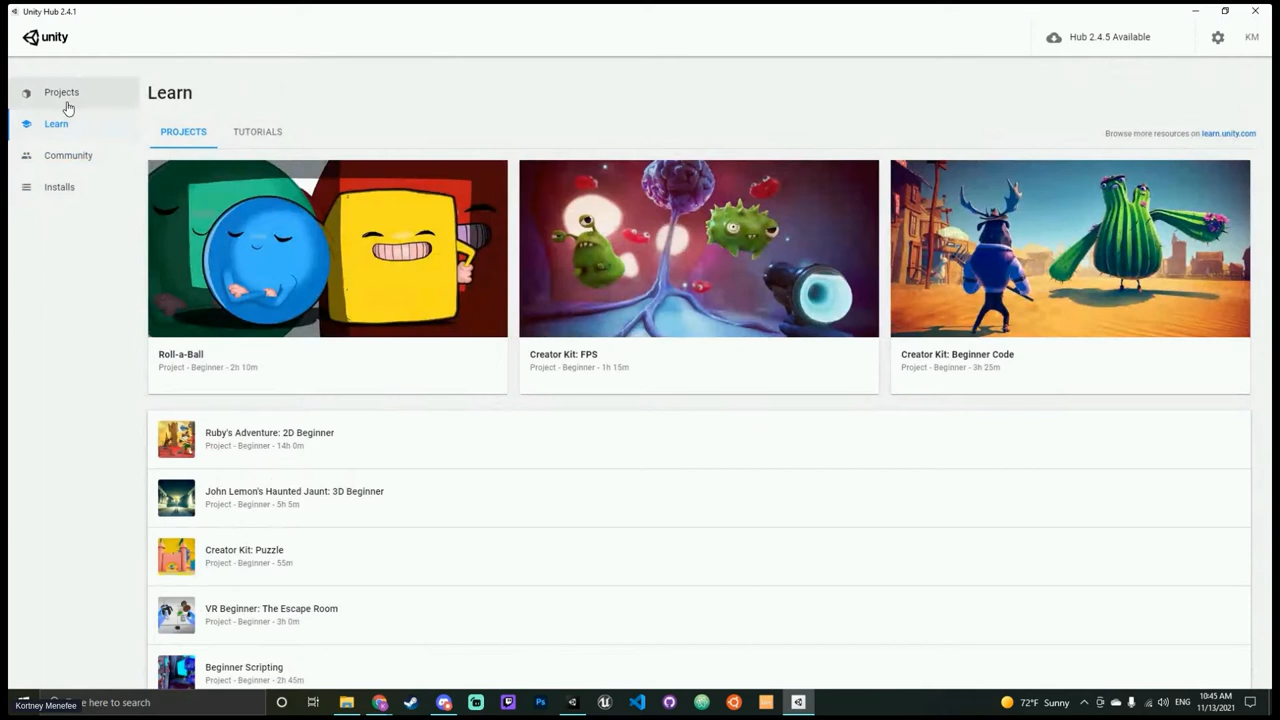 Unity Hub 2.4.1
unity
Hub 2.4.5 Available
KM
Projects
Learn
Community
Installs
Learn
PROJECTS
TUTORIALS
Browse more resources on learn.unity.com
Roll-a-Ball
Project - Beginner - 2h 10m
Creator Kit: FPS
Project - Beginner - 1h 15m
Creator Kit: Beginner Code
Project - Beginner - 3h 25m
Ruby's Adventure: 2D Beginner
Project - Beginner - 14h 0m
John Lemon's Haunted Jaunt: 3D Beginner
Project - Beginner - 5h 5m
Creator Kit: Puzzle
Project - Beginner - 55m
VR Beginner: The Escape Room
Project - Beginner - 3h 0m
Beginner Scripting
Project - Beginner - 2h 45m
Kortney Menefee
here to search
Ps
72°F Sunny
ENG
10:45 AM
11/13/2021